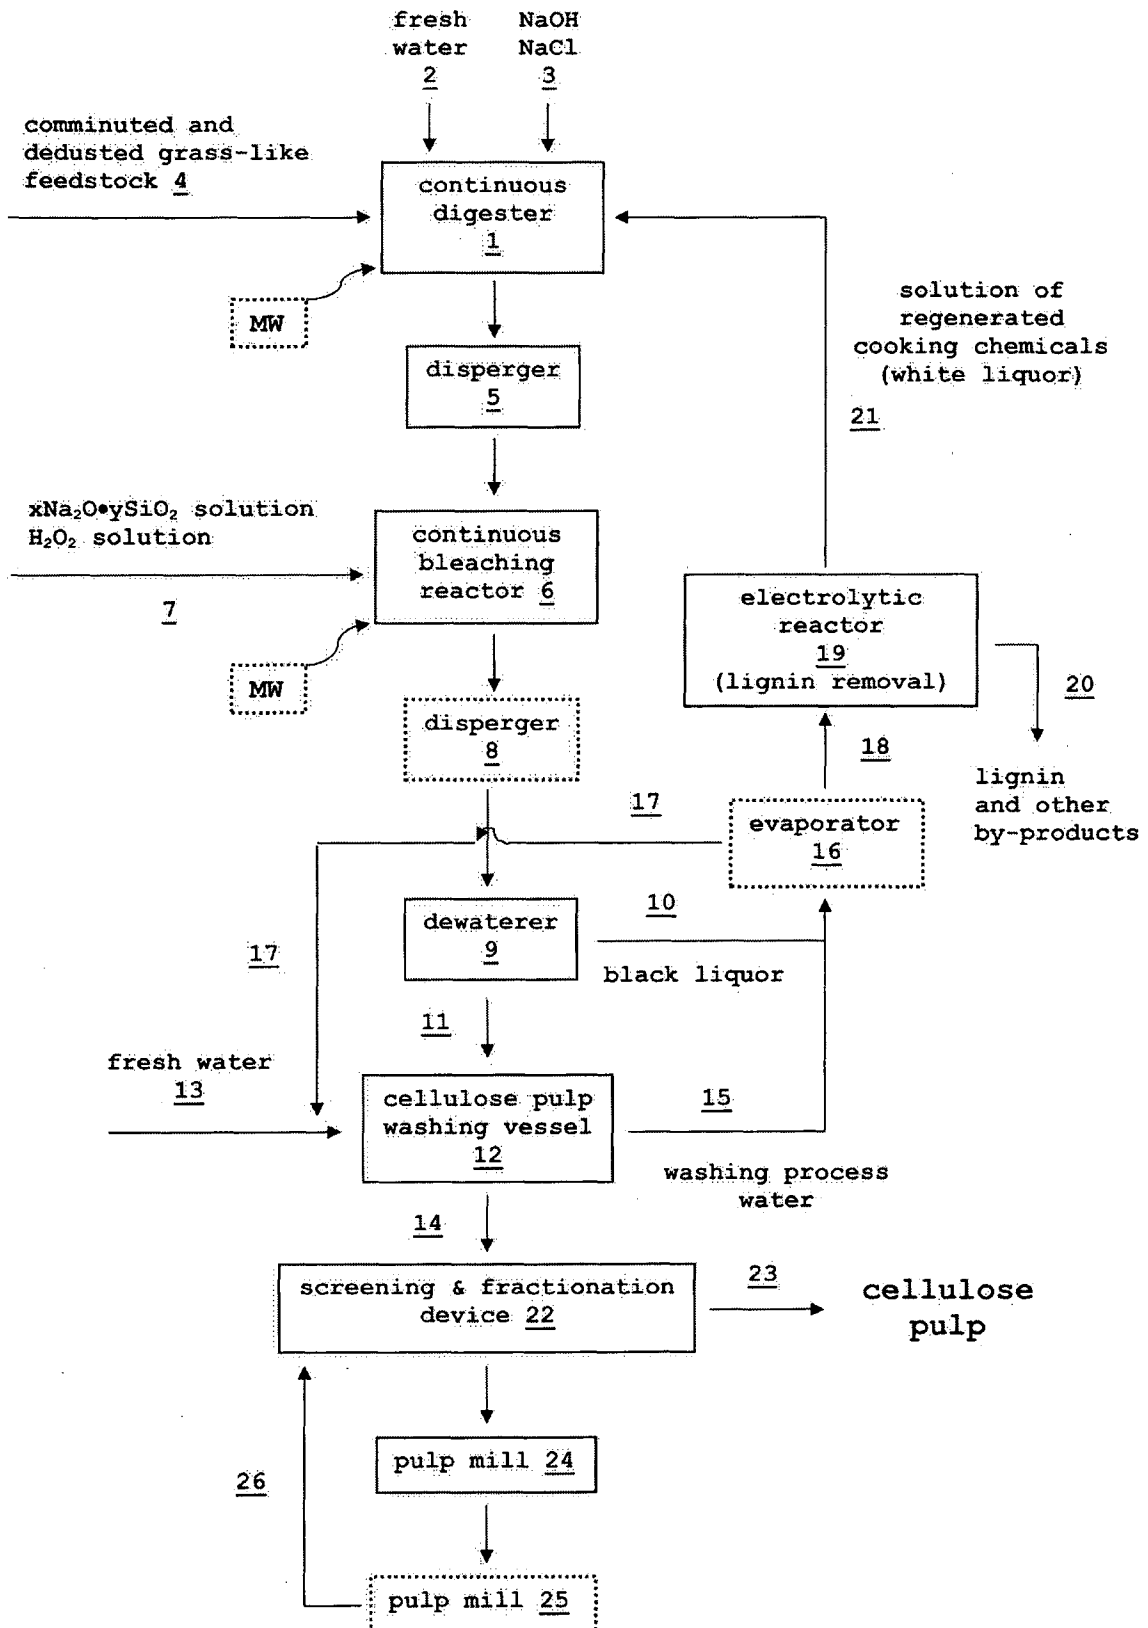 fresh
water
2
NaOH
NaCl
3
comminuted and
dedusted grass-like
feedstock 4
continuous
digester
1
MW
solution of
regenerated
cooking chemicals
(white liquor)
21
disperger
5
xNa₂O•ySiO₂ solution
H₂O₂ solution
7
continuous
bleaching
reactor 6
MW
electrolytic
reactor
19
(lignin removal)
20
lignin
and other
by-products
disperger
8
18
17
evaporator
16
dewaterer
9
10
black liquor
17
11
fresh water
13
cellulose pulp
washing vessel
12
15
washing process
water
14
screening & fractionation
device 22
23
cellulose
pulp
pulp mill 24
26
pulp mill 25